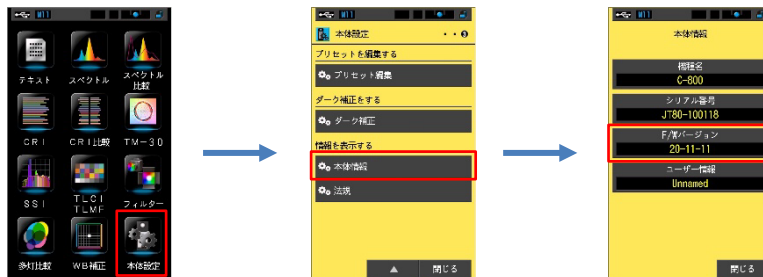 テキスト
スペクトル
スペクトル
比較
CRI
CRI比較
TM-30
SSI
TLCI
TLMF
フィルター
多灯比較
WB補正
本体設定
本体設定
プリセットを編集する
プリセット編集
ダーク補正をする
ダーク補正
情報を表示する
本体情報
法規
閉じる
本体情報
機種名
C-800
シリアル番号
JT80-100118
F/Wバージョン
20-11-11
ユーザー情報
Unnamed
閉じる